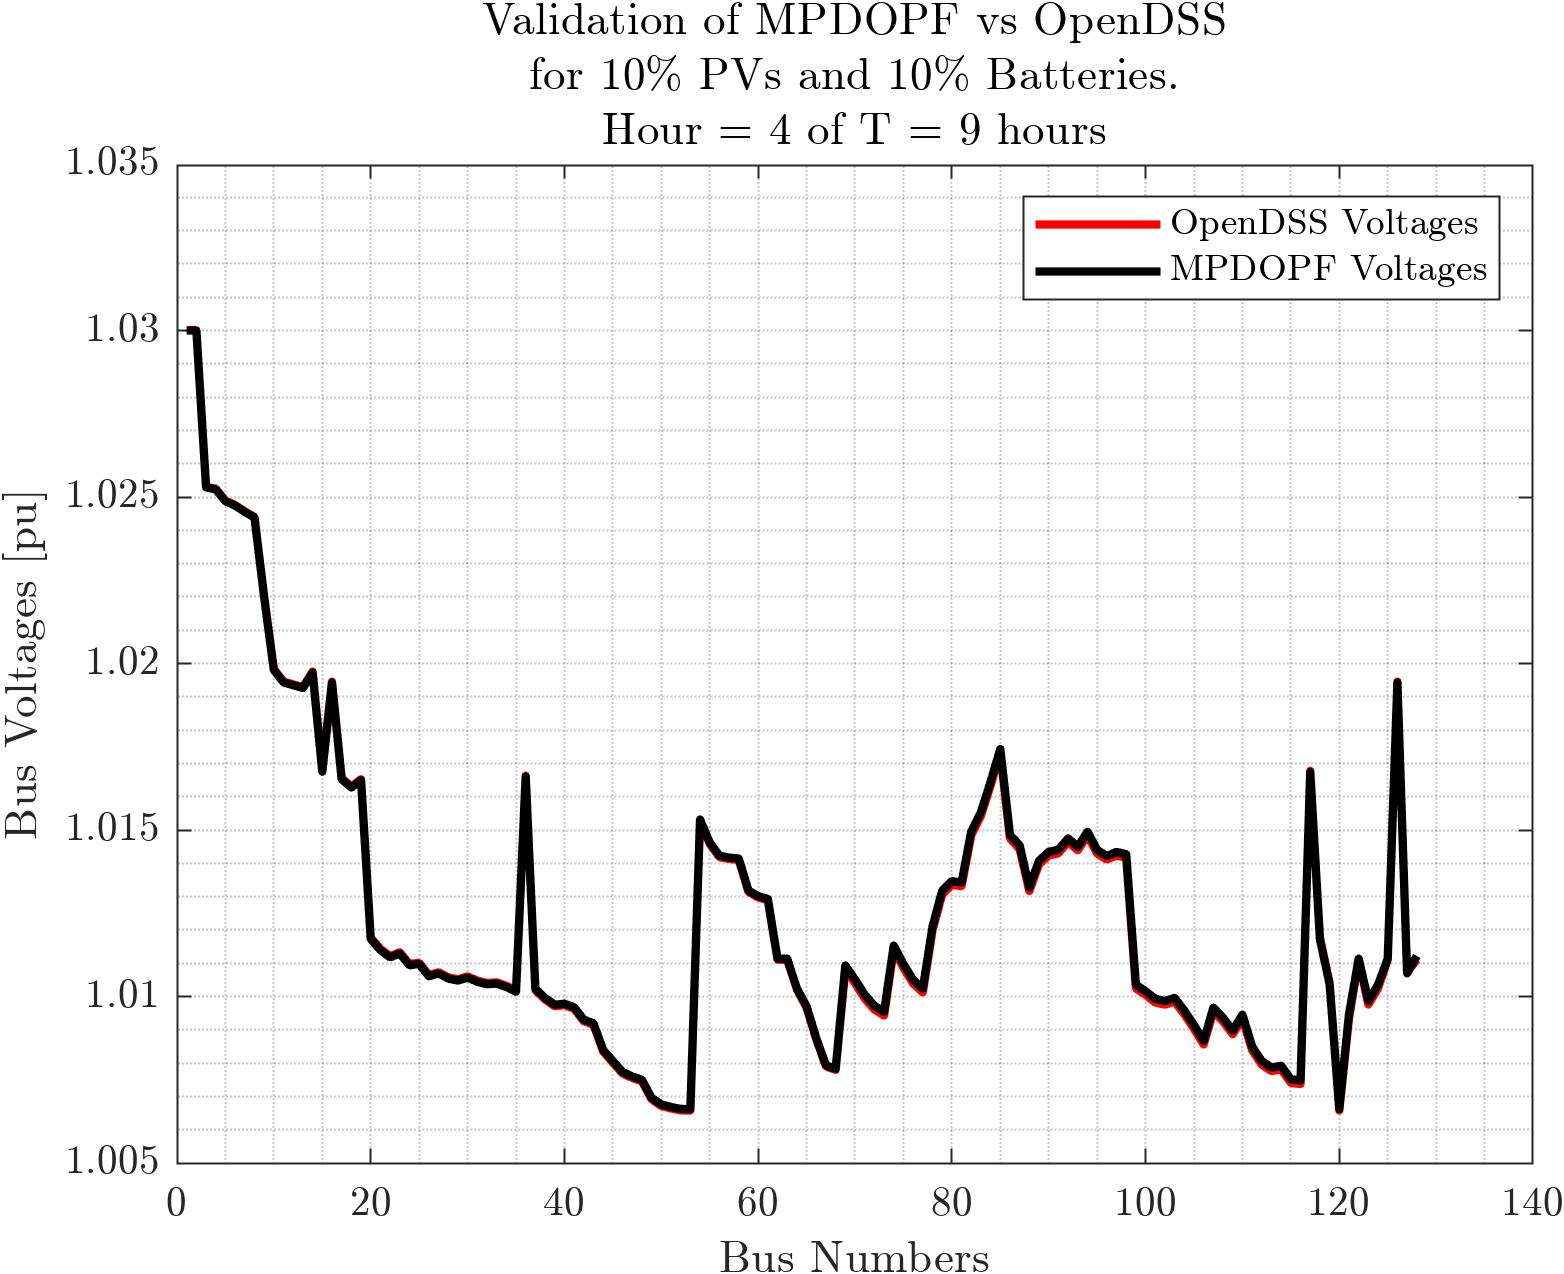 Validation of MPDOPF vs OpenDSS
for 10% PVs and 10% Batteries.
Hour = 4 of T = 9 hours
OpenDSS Voltages
MPDOPF Voltages
Bus Voltages [pu]
1.035
1.03
1.025
1.02
1.015
1.01
1.005
0 20 40 60 80 100 120 140
Bus Numbers